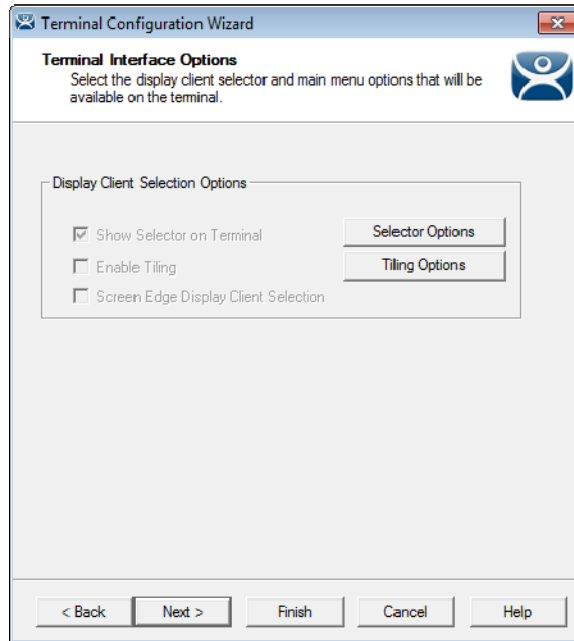 Terminal Configuration Wizard
Terminal Interface Options
Select the display client selector and main menu options that will be
available on the terminal.
Display Client Selection Options
Show Selector on Terminal
Selector Options
Enable Tiling
Tiling Options
Screen Edge Display Client Selection
< Back
Next >
Finish
Cancel
Help